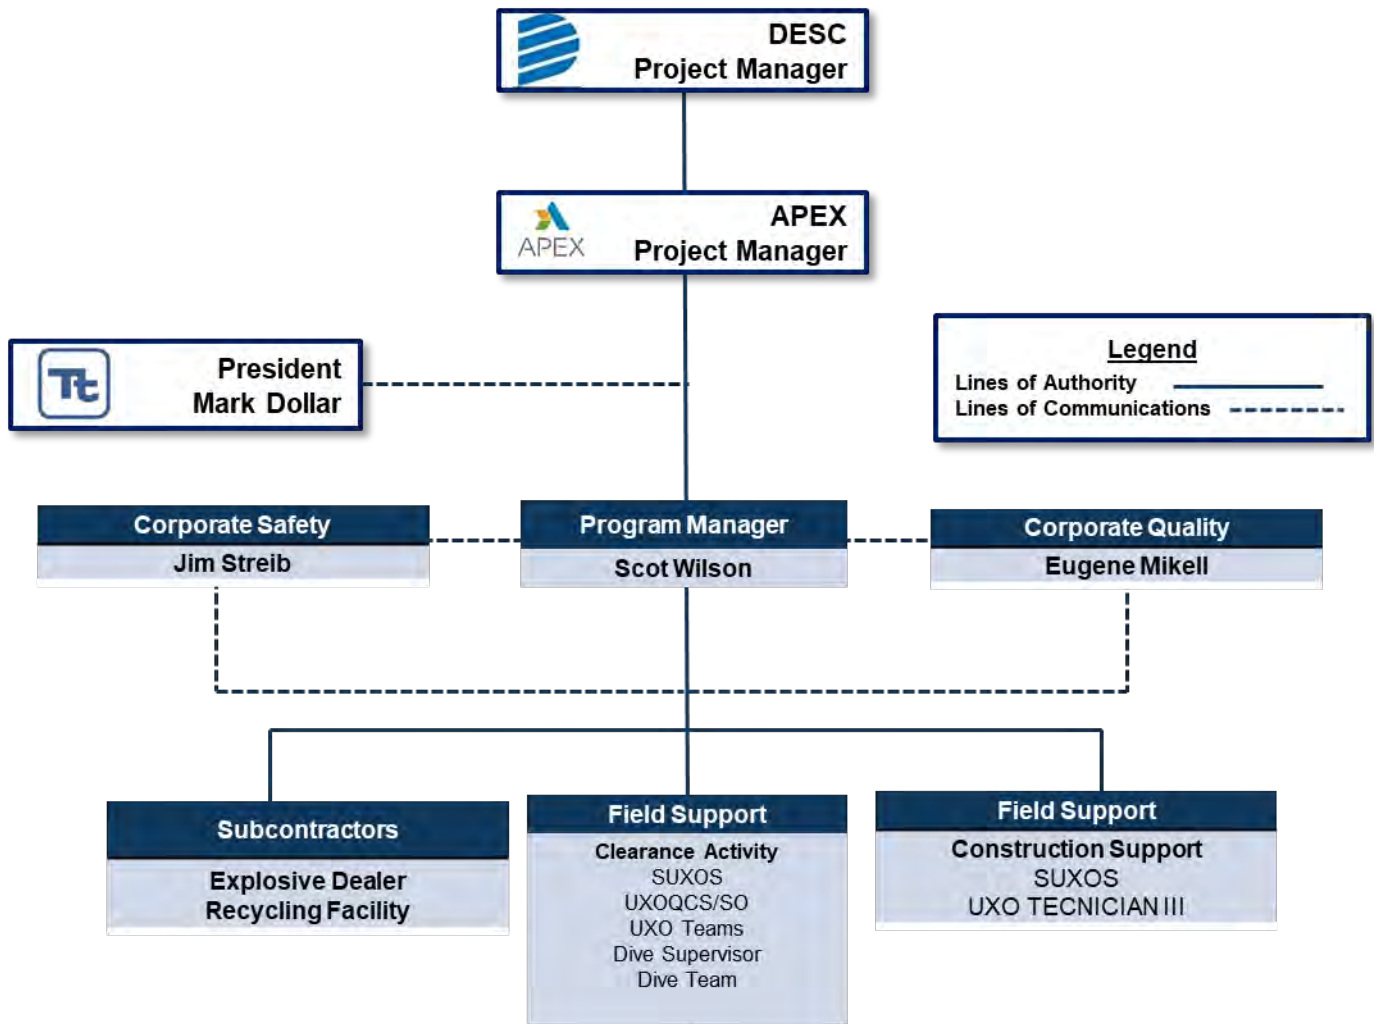 DESC
Project Manager
APEX
APEX
Project Manager
Tt
President
Mark Dollar
Legend
Lines of Authority
Lines of Communications
Corporate Safety
Jim Streib
Program Manager
Scot Wilson
Corporate Quality
Eugene Mikell
Subcontractors
Explosive Dealer
Recycling Facility
Field Support
Clearance Activity
SUXOS
UXOQCS/SO
UXO Teams
Dive Supervisor
Dive Team
Field Support
Construction Support
SUXOS
UXO TECNICIAN III